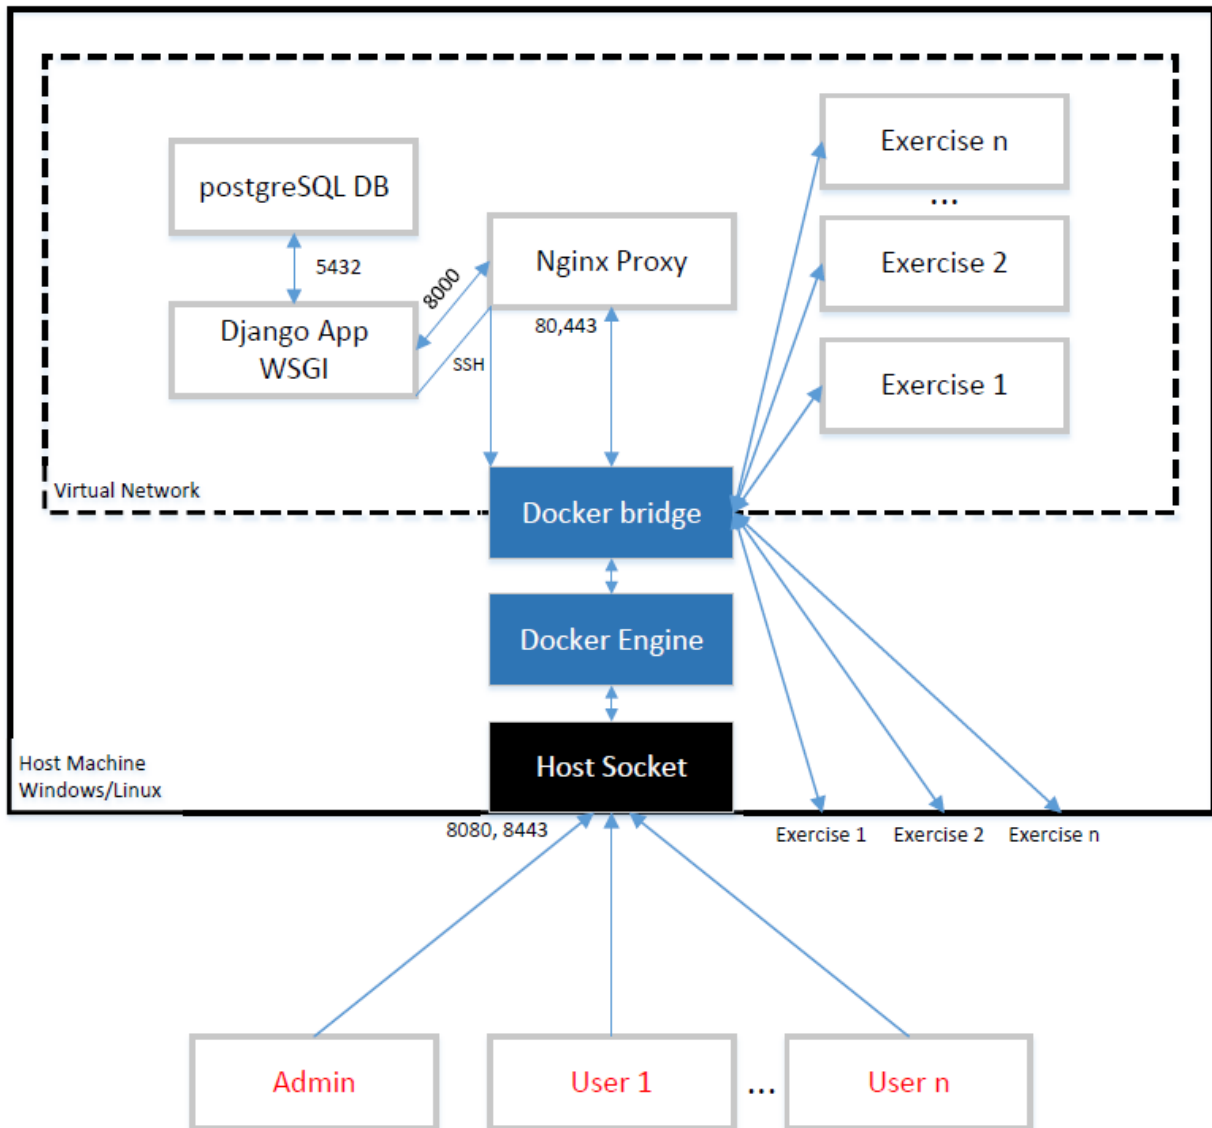 Exercise n
...
postgreSQL DB
Nginx Proxy
Exercise 2
5432
8000
Django App
WSGI
80,443
SSH
Exercise 1
Virtual Network
Docker bridge
Docker Engine
Host Machine
Windows/Linux
Host Socket
8080, 8443
Exercise 1
Exercise 2
Exercise n
Admin
User 1
...
User n